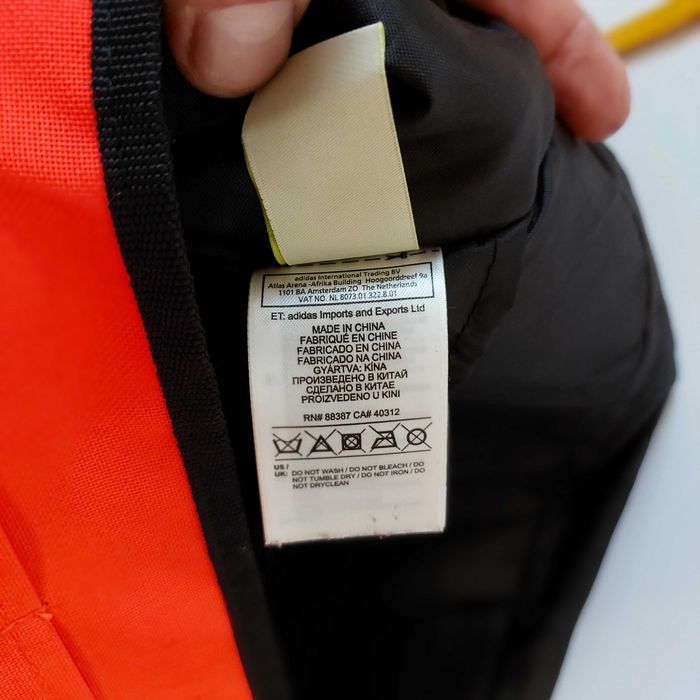 adidas International Trading BV
Atlas Arena -Afrika Building Hoogoorddreef 9a
1101 BA Amsterdam ZO The Netherlands
VAT NO. NL 8073.01.322.B.01
ET: adidas Imports and Exports Ltd
MADE IN CHINA
FABRIQUÉ EN CHINE
FABRICADO EN CHINA
FABRICADO NA CHINA
GYÁRTVA: KÍNA
ПРОИЗВЕДЕНО В КИТАЙ
СДЕЛАНО В КИТАЕ
PROIZVEDENO U KINI
RN# 88387 CA# 40312
US /
UK: DO NOT WASH / DO NOT BLEACH / DO
NOT TUMBLE DRY / DO NOT IRON / DO
NOT DRYCLEAN